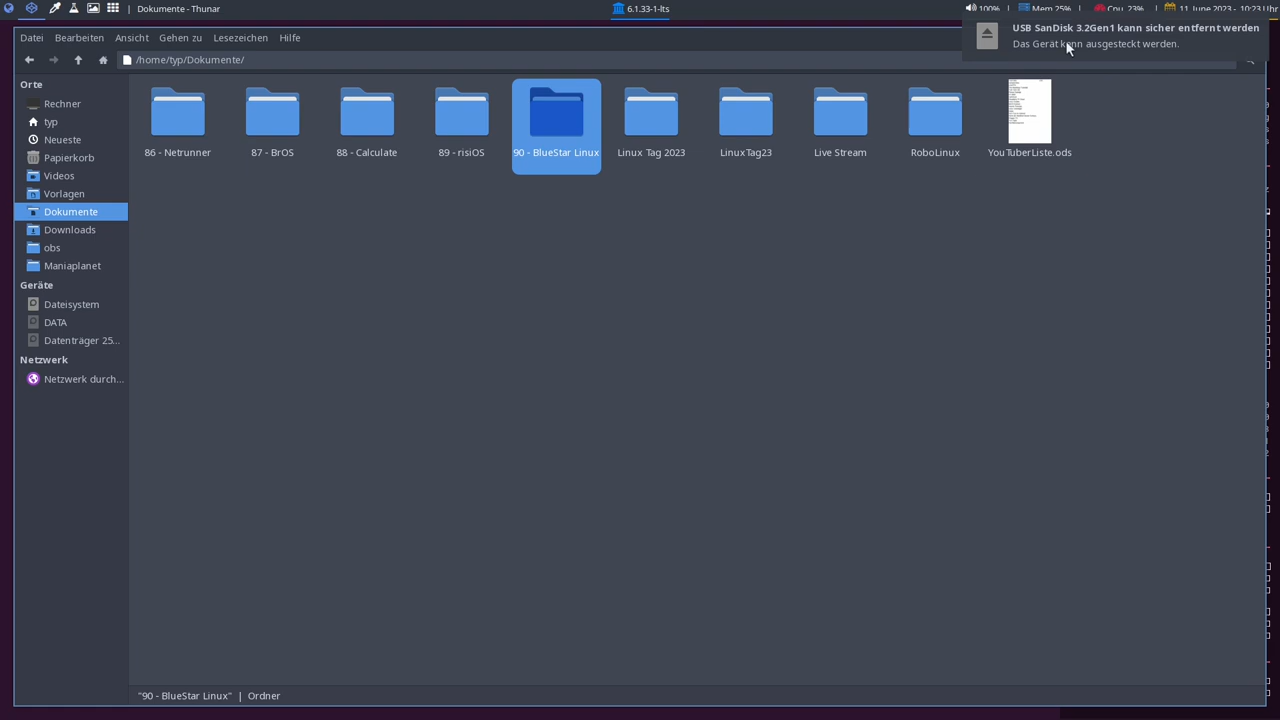 Dokumente - Thunar
6.1.33-1-lts
100%
Mem 25%
Cpu 23%
11 June 2023 - 10:23 Uhr
USB SanDisk 3.2Gen1 kann sicher entfernt werden
Das Gerät kann ausgesteckt werden.
Datei Bearbeiten Ansicht Gehen zu Lesezeichen Hilfe
/home/typ/Dokumente/
Orte
Rechner
typ
Neueste
Papierkorb
Videos
Vorlagen
Dokumente
Downloads
obs
Maniaplanet
Geräte
Dateisystem
DATA
Datenträger 25...
Netzwerk
Netzwerk durch...
86 - Netrunner
87 - BrOS
88 - Calculate
89 - risiOS
90 - BlueStar Linux
Linux Tag 2023
LinuxTag23
Live Stream
RoboLinux
YouTuberListe.ods
"90 - BlueStar Linux" | Ordner